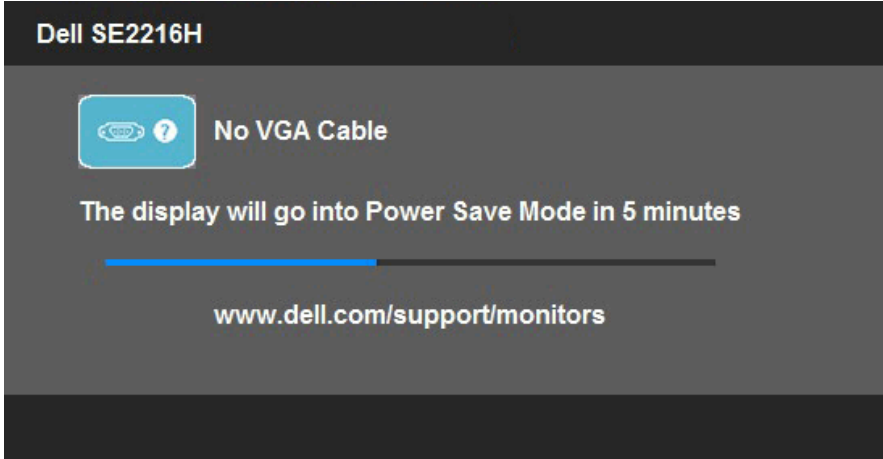 Dell SE2216H
? No VGA Cable
The display will go into Power Save Mode in 5 minutes
www.dell.com/support/monitors